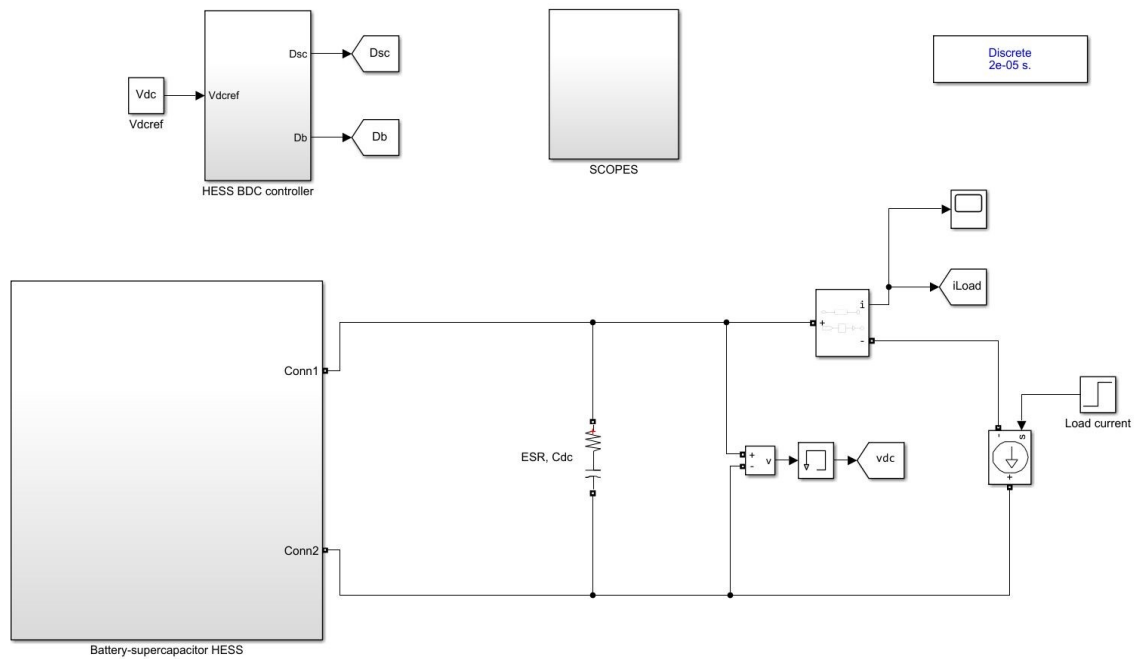 Dsc
Dsc
Vdc
Vdcref
Vdcref
Db
Db
HESS BDC controller
SCOPES
Discrete
2e-05 s.
i
iLoad
+
-
Conn1
Load current
-
s
ESR, Cdc
+
-
v
vdc
+
Conn2
Battery-supercapacitor HESS